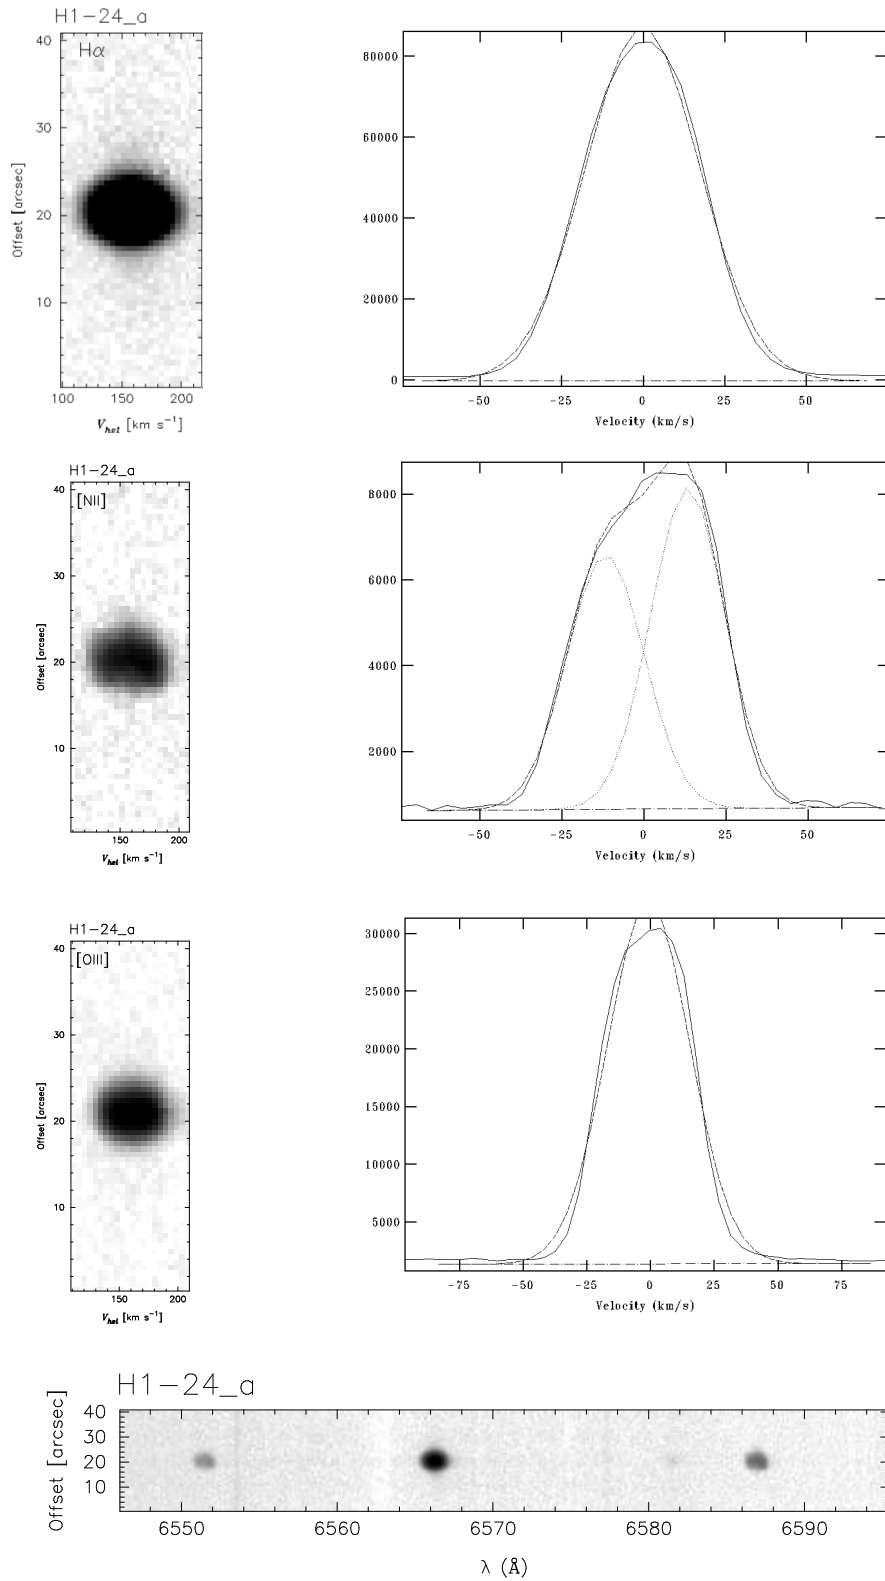 H1-24_a
Hα
40
30
20
10
Offset [arcsec]
100 150 200
V_hel [km s⁻¹]
80000
60000
40000
20000
0
-50 -25 0 25 50
Velocity (km/s)
H1-24_a
[NII]
40
30
20
10
Offset [arcsec]
150 200
V_hel [km s⁻¹]
8000
6000
4000
2000
-50 -25 0 25 50
Velocity (km/s)
H1-24_a
[OIII]
40
30
20
10
Offset [arcsec]
150 200
V_hel [km s⁻¹]
30000
25000
20000
15000
10000
5000
-75 -50 -25 0 25 50 75
Velocity (km/s)
H1-24_a
40
30
20
10
Offset [arcsec]
6550 6560 6570 6580 6590
λ (Å)